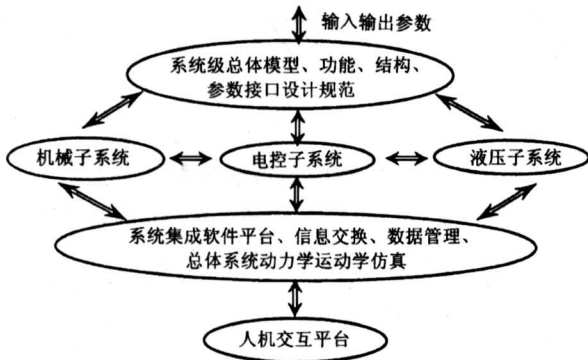 输入输出参数
系统级总体模型、功能、结构、
参数接口设计规范
机械子系统
电控子系统
液压子系统
系统集成软件平台、信息交换、数据管理、
总体系统动力学运动学仿真
人机交互平台